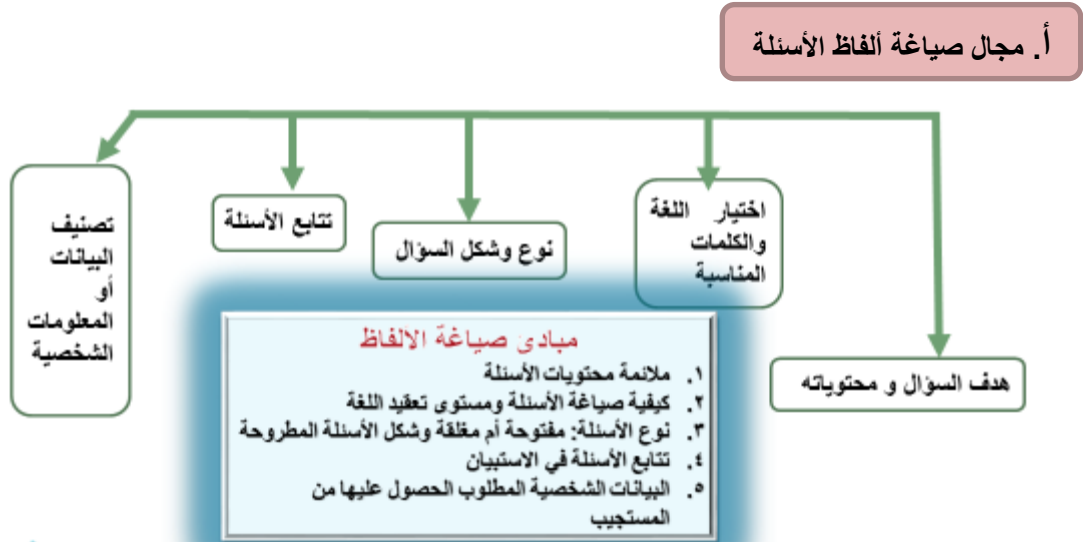 أ. مجال صياغة ألفاظ الأسئلة
هدف السؤال و محتوياته
اختيار اللغة
والكلمات
المناسبة
نوع وشكل السؤال
تتابع الأسئلة
تصنيف
البيانات
أو
المعلومات
الشخصية
مبادئ صياغة الالفاظ
١. ملائمة محتويات الأسئلة
٢. كيفية صياغة الأسئلة ومستوى تعقيد اللغة
٣. نوع الأسئلة: مفتوحة أم مغلقة وشكل الأسئلة المطروحة
٤. تتابع الأسئلة في الاستبيان
٥. البيانات الشخصية المطلوب الحصول عليها من
المستجيب